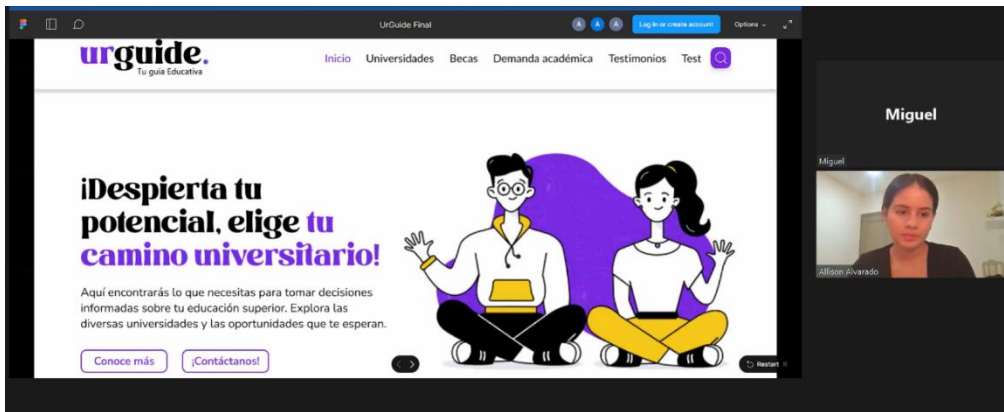 UrGuide Final
A
A
A
Log in or create account
Options
urguide.
Tu guía Educativa
Inicio
Universidades
Becas
Demanda académica
Testimonios
Test
¡Despierta tu
potencial, elige tu
camino universitario!
Aquí encontrarás lo que necesitas para tomar decisiones
informadas sobre tu educación superior. Explora las
diversas universidades y las oportunidades que te esperan.
Conoce más
¡Contáctanos!
Restart R
Miguel
Miguel
Allison Alvarado